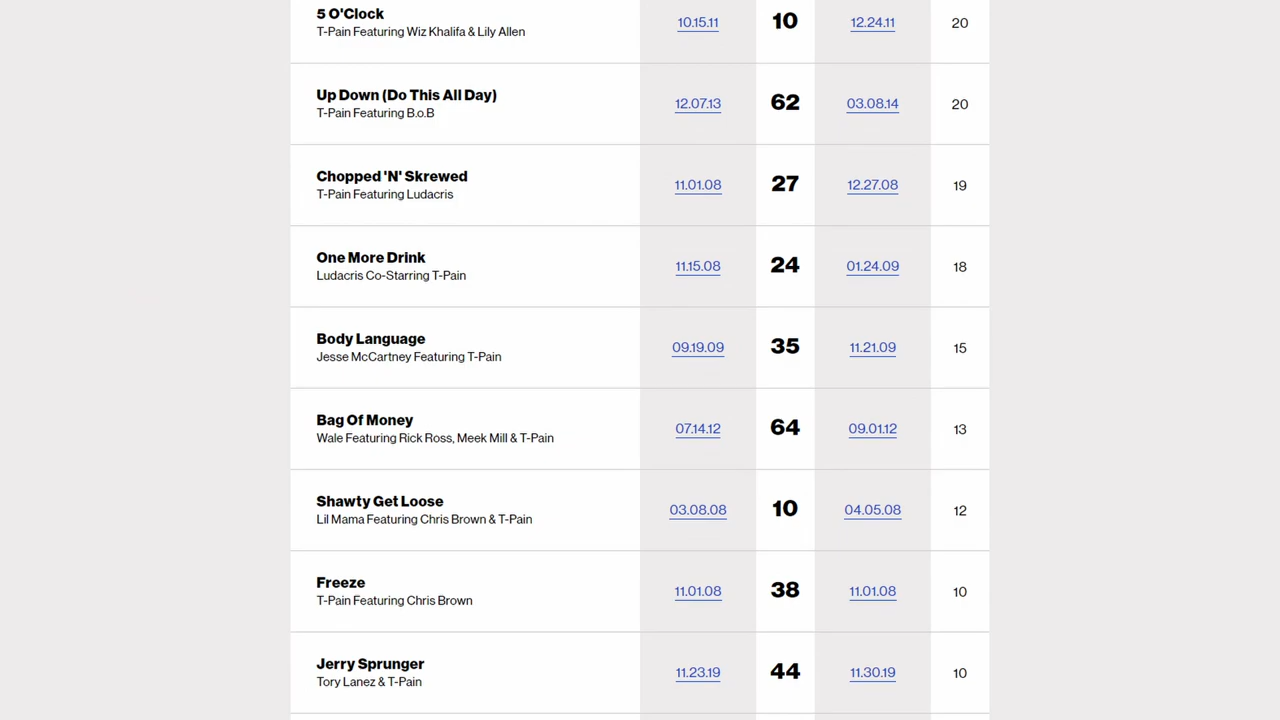 5 O'Clock
T-Pain Featuring Wiz Khalifa & Lily Allen
10.15.11 10 12.24.11 20
Up Down (Do This All Day)
T-Pain Featuring B.o.B
12.07.13 62 03.08.14 20
Chopped 'N' Skrewed
T-Pain Featuring Ludacris
11.01.08 27 12.27.08 19
One More Drink
Ludacris Co-Starring T-Pain
11.15.08 24 01.24.09 18
Body Language
Jesse McCartney Featuring T-Pain
09.19.09 35 11.21.09 15
Bag Of Money
Wale Featuring Rick Ross, Meek Mill & T-Pain
07.14.12 64 09.01.12 13
Shawty Get Loose
Lil Mama Featuring Chris Brown & T-Pain
03.08.08 10 04.05.08 12
Freeze
T-Pain Featuring Chris Brown
11.01.08 38 11.01.08 10
Jerry Sprunger
Tory Lanez & T-Pain
11.23.19 44 11.30.19 10